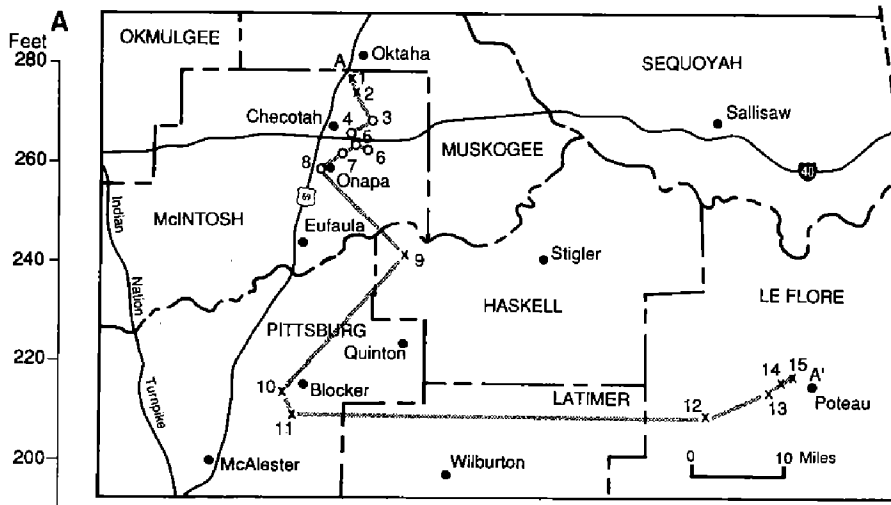 A
Feet
280
260
240
220
200
OKMULGEE
A
Oktaha
SEQUOYAH
1
2
Checotah
4
3
Sallisaw
5
6
MUSKOGEE
8
7
Onapa
40
69
McINTOSH
Indian
Nation
Turnpike
Eufaula
9
Stigler
HASKELL
LE FLORE
PITTSBURG
Quinton
10
Blocker
11
LATIMER
12
14
15
A'
13
Poteau
McAlester
Wilburton
0
10
Miles